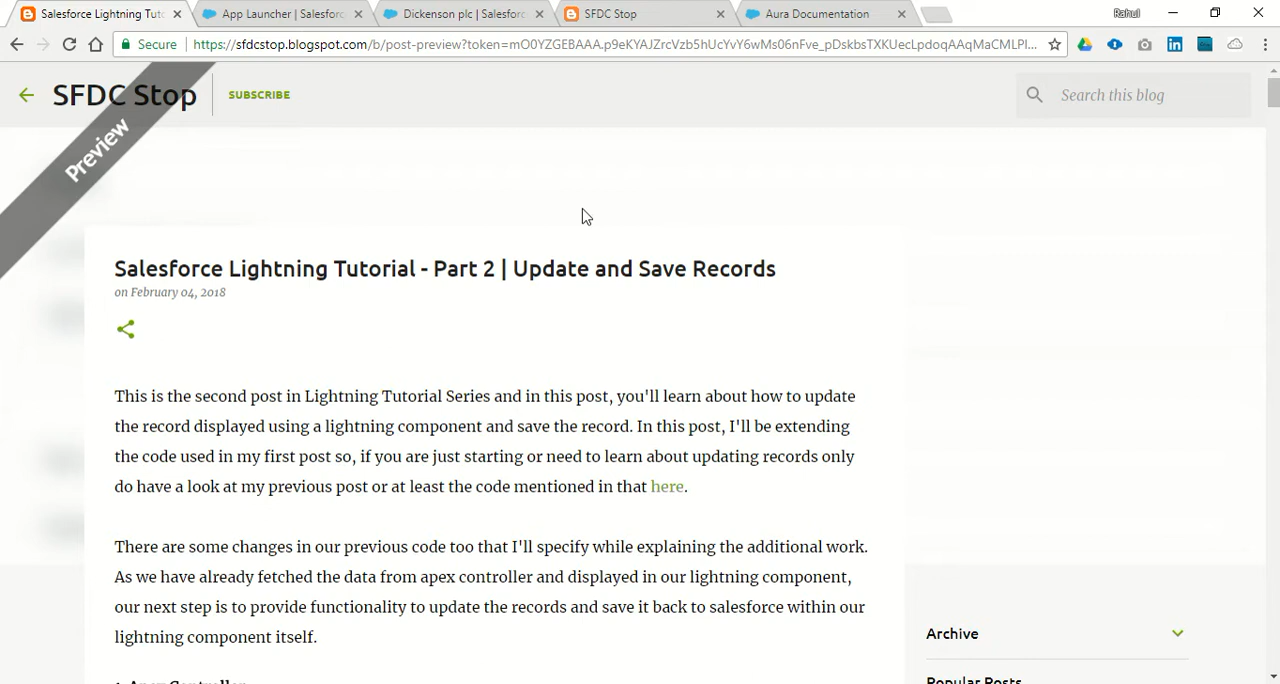 Salesforce Lightning Tut
App Launcher | Salesfor
Dickenson plc | Salesfor
SFDC Stop
Aura Documentation
Rahul
Secure
https://sfdcstop.blogspot.com/b/post-preview?token=mO0YZGEBAAA.p9eKYAJZrcVzb5hUcYvY6wMs06nFve_pDskbsTXKUecLpdoqAAqMaCMLPl...
SFDC Stop
SUBSCRIBE
Search this blog
Preview
Salesforce Lightning Tutorial - Part 2 | Update and Save Records
on February 04, 2018
This is the second post in Lightning Tutorial Series and in this post, you'll learn about how to update
the record displayed using a lightning component and save the record. In this post, I'll be extending
the code used in my first post so, if you are just starting or need to learn about updating records only
do have a look at my previous post or at least the code mentioned in that here.
There are some changes in our previous code too that I'll specify while explaining the additional work.
As we have already fetched the data from apex controller and displayed in our lightning component,
our next step is to provide functionality to update the records and save it back to salesforce within our
lightning component itself.
Archive
Popular Posts
Apex Controller